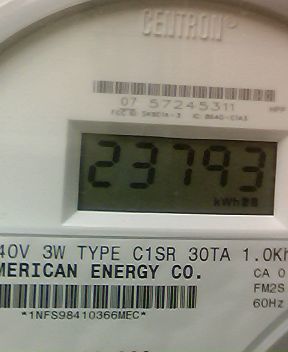 CENTRON
07 57245311
23793
kWh
40V 3W TYPE C1SR 30TA 1.0Kh
MERICAN ENERGY CO.
CA 0
FM2S
60Hz
*1NFS98410366MEC*